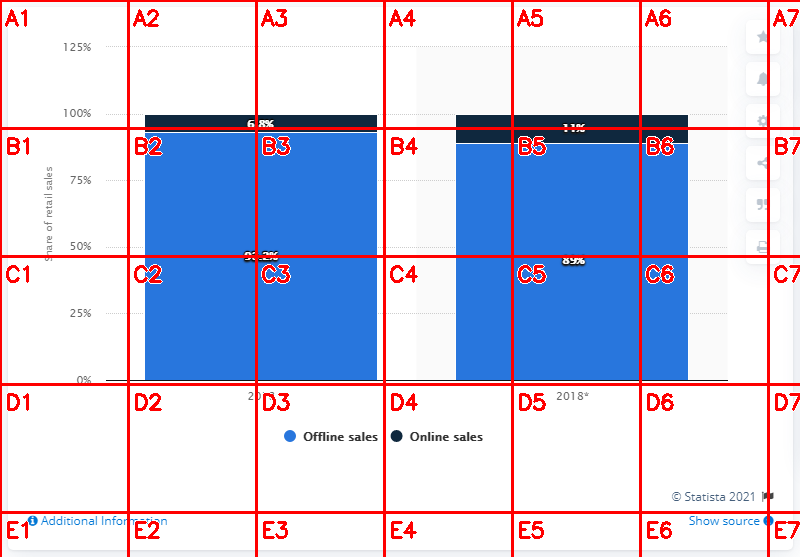 A1 A2 A3 A4 A5 A6 A7
125%
100%
6.8% 11%
B1 B2 B3 B4 B5 B6 B7
75%
Share of retail sales
50%
93.2% 89%
C1 C2 C3 C4 C5 C6 C7
25%
0%
2018*
D1 D2 D3 D4 D5 D6 D7
Offline sales Online sales
© Statista 2021
Additional Information Show source
E1 E2 E3 E4 E5 E6 E7